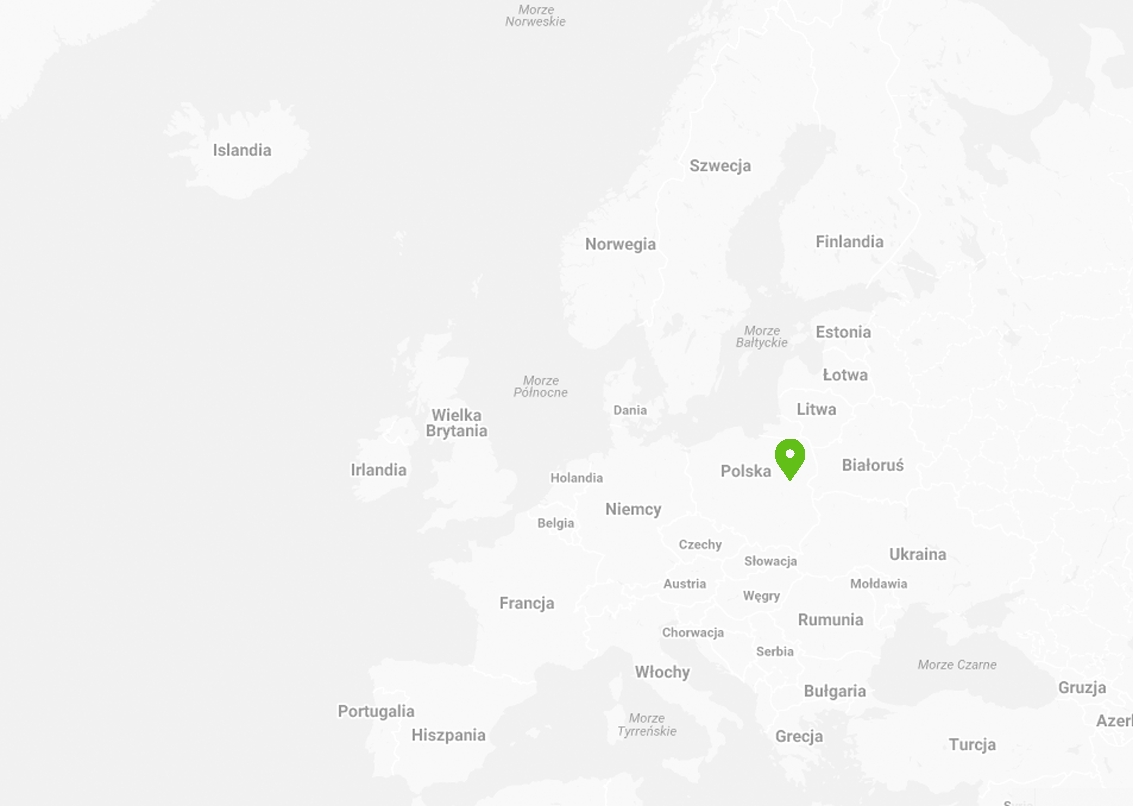 Morze
Norweskie
Islandia
Szwecja
Finlandia
Norwegia
Morze
Bałtyckie
Estonia
Łotwa
Morze
Północne
Dania
Litwa
Wielka
Brytania
Irlandia
Holandia
Polska
Białoruś
Niemcy
Belgia
Czechy
Słowacja
Ukraina
Austria
Węgry
Mołdawia
Francja
Rumunia
Chorwacja
Serbia
Włochy
Morze Czarne
Bułgaria
Gruzja
Portugalia
Hiszpania
Morze
Tyrreńskie
Grecja
Turcja